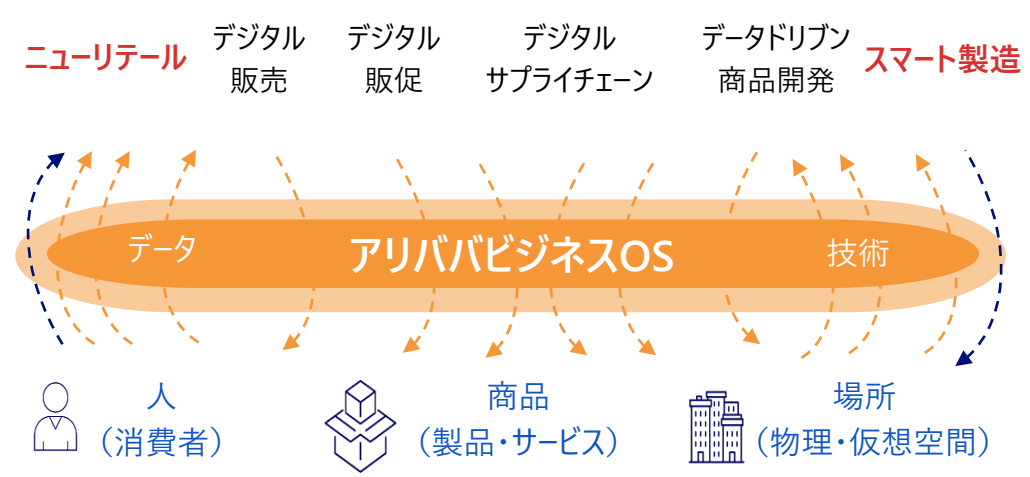 ニューリテール
デジタル
販売
デジタル
販促
デジタル
サプライチェーン
データドリブン
商品開発
スマート製造
データ
アリババビジネスOS
技術
人
（消費者）
商品
（製品・サービス）
場所
（物理・仮想空間）